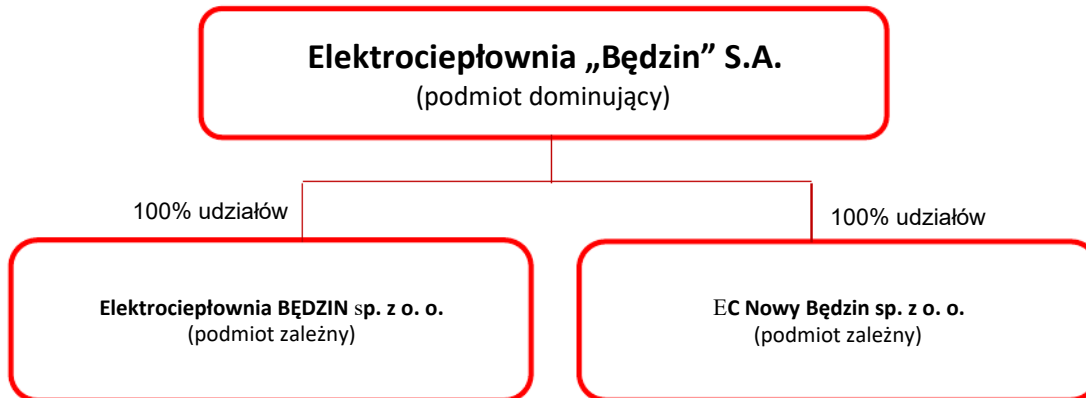 Elektrociepłownia „Będzin” S.A.
(podmiot dominujący)
100% udziałów
100% udziałów
Elektrociepłownia BĘDZIN sp. z o. o.
(podmiot zależny)
EC Nowy Będzin sp. z o. o.
(podmiot zależny)